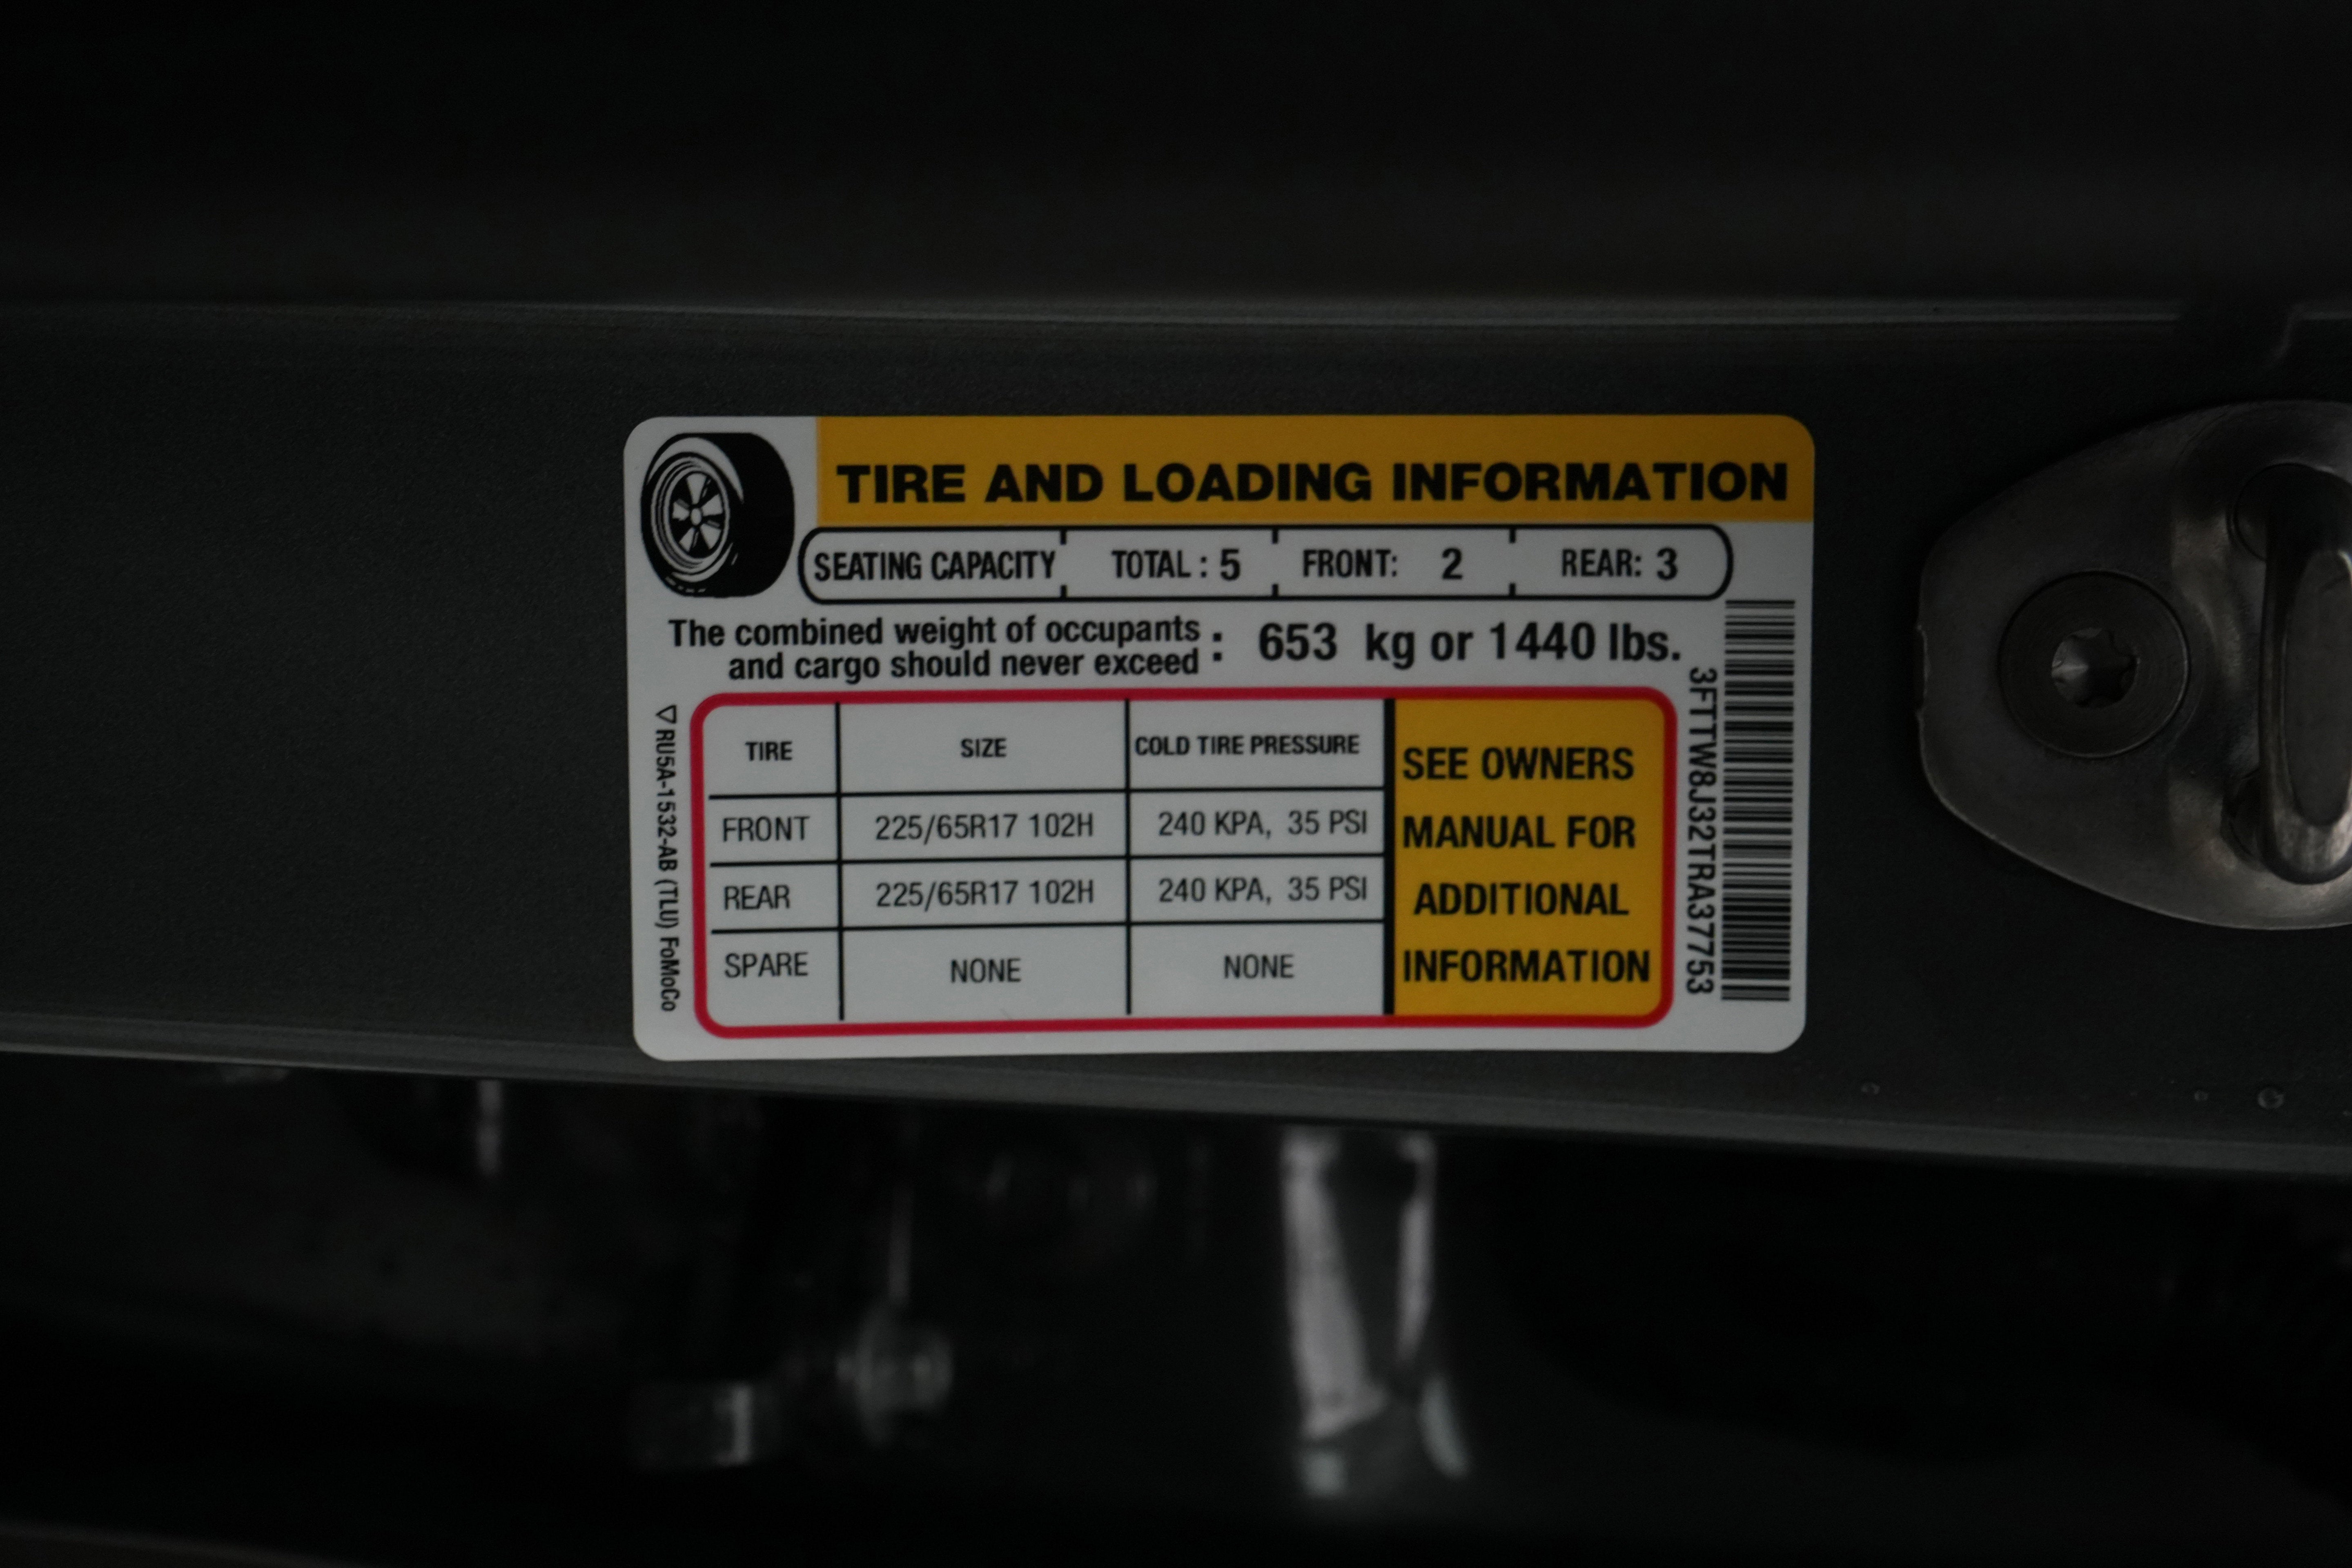 TIRE AND LOADING INFORMATION
SEATING CAPACITY TOTAL : 5 FRONT: 2 REAR: 3
The combined weight of occupants
and cargo should never exceed : 653 kg or 1440 lbs.
TIRE SIZE COLD TIRE PRESSURE
FRONT 225/65R17 102H 240 KPA, 35 PSI
REAR 225/65R17 102H 240 KPA, 35 PSI
SPARE NONE NONE
SEE OWNERS
MANUAL FOR
ADDITIONAL
INFORMATION
RU5A-1532-AB (TLU) FoMoCo
3FTTW8J32TRA37753